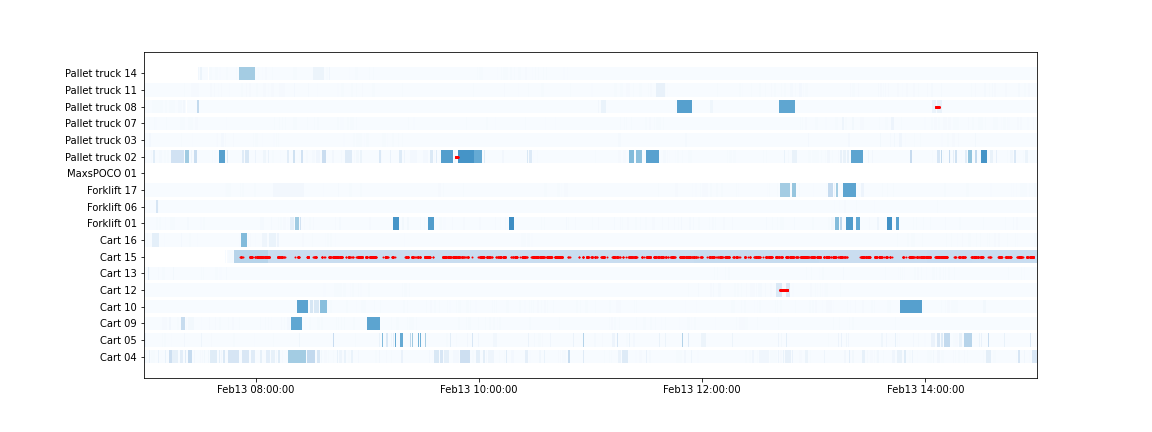 Pallet truck 14
Pallet truck 11
Pallet truck 08
Pallet truck 07
Pallet truck 03
Pallet truck 02
MaxsPOCO 01
Forklift 17
Forklift 06
Forklift 01
Cart 16
Cart 15
Cart 13
Cart 12
Cart 10
Cart 09
Cart 05
Cart 04
Feb13 08:00:00 Feb13 10:00:00 Feb13 12:00:00 Feb13 14:00:00